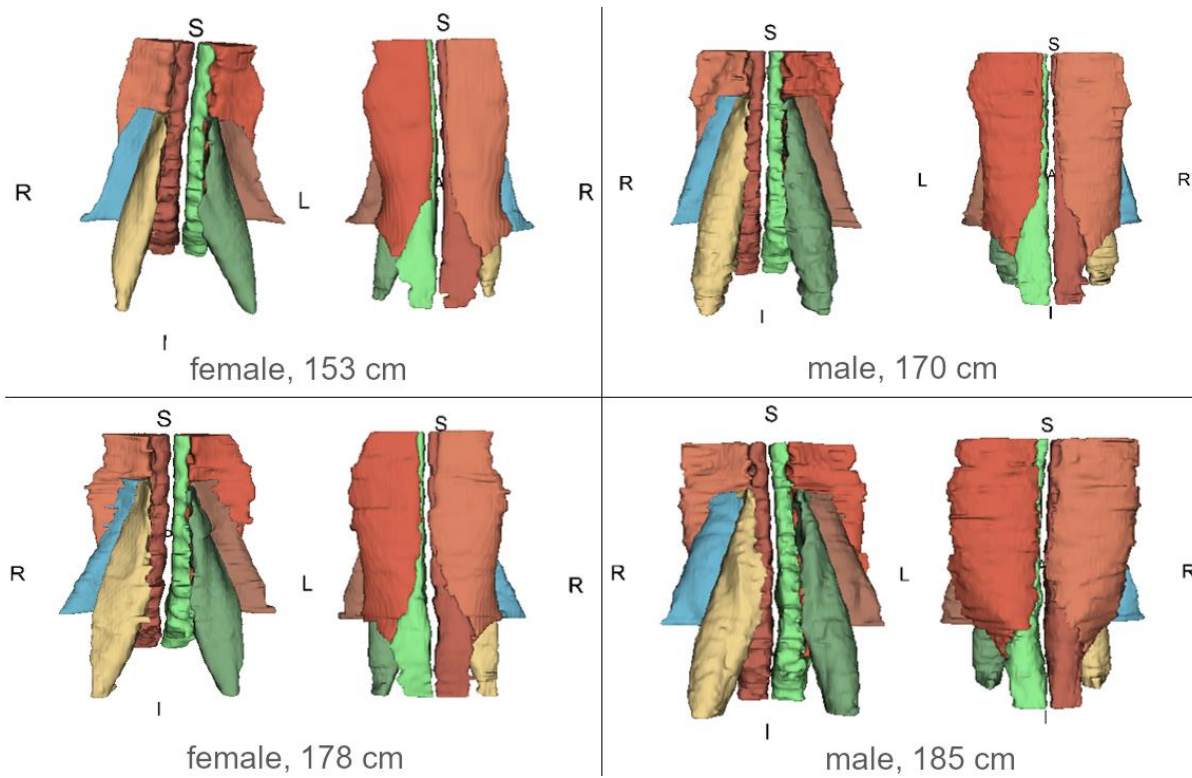 S S
R L A R
I
female, 153 cm
S S
R L A R
I I
male, 170 cm
S S
R L R
I
female, 178 cm
S S
R L R
I I
male, 185 cm